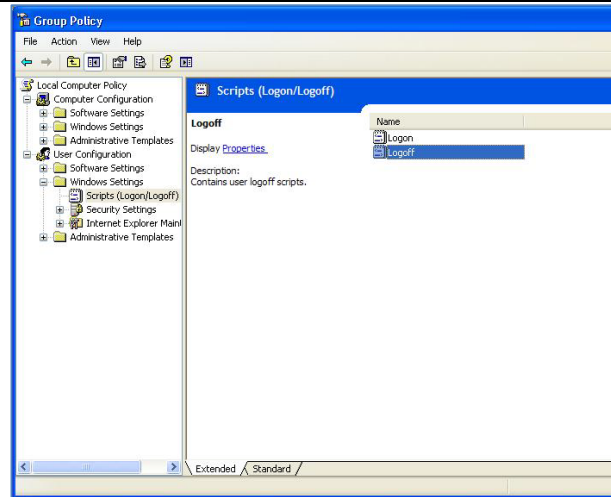 Group Policy
File Action View Help
Local Computer Policy
Computer Configuration
Software Settings
Windows Settings
Administrative Templates
User Configuration
Software Settings
Windows Settings
Scripts (Logon/Logoff)
Security Settings
Internet Explorer Maint
Administrative Templates
Scripts (Logon/Logoff)
Logoff
Display Properties
Description:
Contains user logoff scripts.
Name
Logon
Logoff
Extended Standard